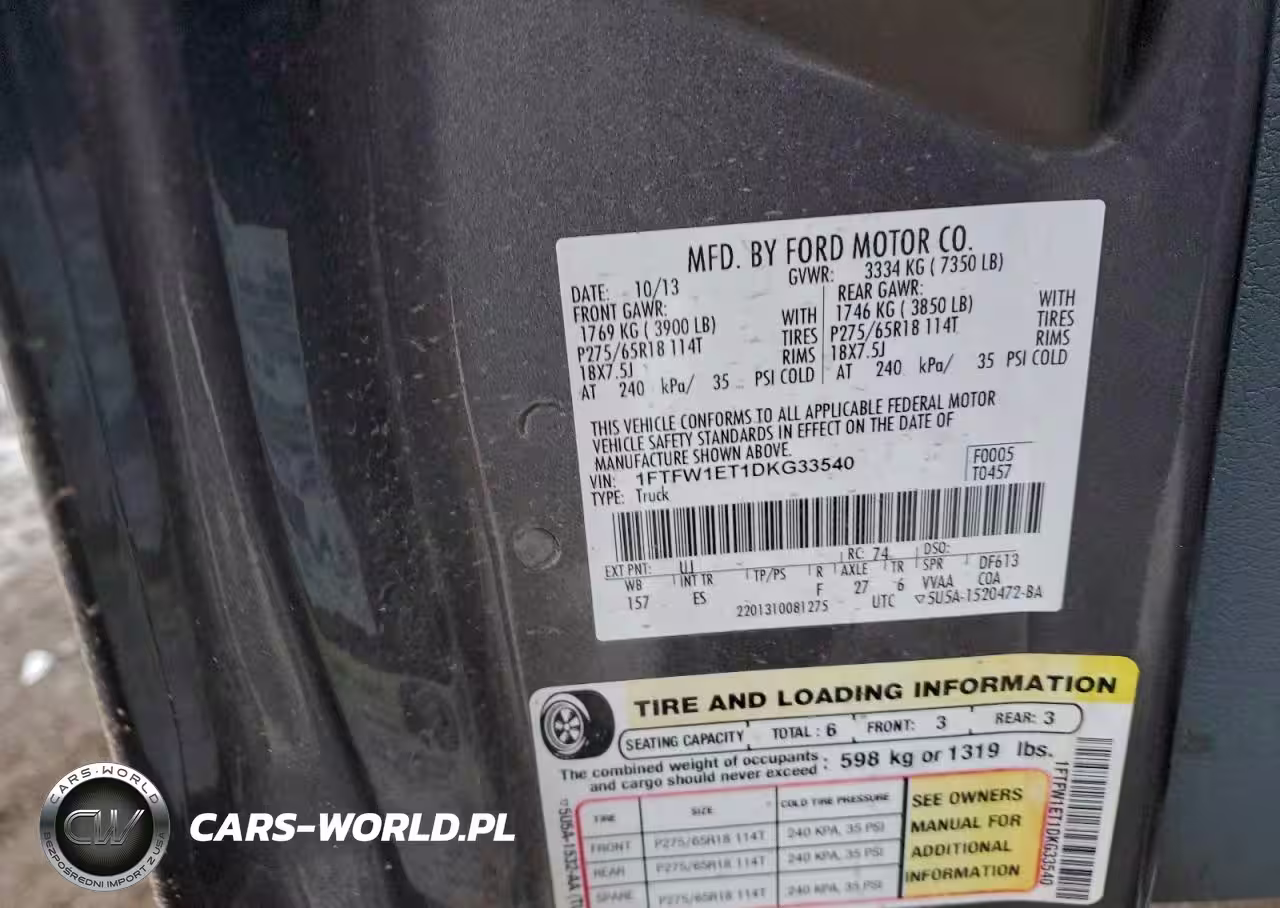 MFD. BY FORD MOTOR CO.
DATE: 10/13 GVWR: 3334 KG ( 7350 LB)
FRONT GAWR: REAR GAWR:
1769 KG ( 3900 LB) WITH 1746 KG ( 3850 LB) WITH
P275/65R18 114T TIRES P275/65R18 114T TIRES
18X7.5J RIMS 18X7.5J RIMS
AT 240 kPa/ 35 PSI COLD AT 240 kPa/ 35 PSI COLD
THIS VEHICLE CONFORMS TO ALL APPLICABLE FEDERAL MOTOR
VEHICLE SAFETY STANDARDS IN EFFECT ON THE DATE OF
MANUFACTURE SHOWN ABOVE.
VIN: 1FTFW1ET1DKG33540 F0005
TYPE: Truck T0457
EXT PNT: UJ RC: 74 DSO:
WB INT TR TP/PS R AXLE TR SPR DF613
157 ES F 27 6 VVAA COA
2201310081275 UTC ▽5U5A-1520472-BA
TIRE AND LOADING INFORMATION
SEATING CAPACITY TOTAL : 6 FRONT: 3 REAR: 3
The combined weight of occupants
and cargo should never exceed : 598 kg or 1319 lbs.
TIRE SIZE COLD TIRE PRESSURE
FRONT P275/65R18 114T 240 KPA, 35 PSI
REAR P275/65R18 114T 240 KPA, 35 PSI
SPARE P275/65R18 114T 240 KPA, 35 PSI
SEE OWNERS
MANUAL FOR
ADDITIONAL
INFORMATION
1FTFW1ET1DKG33540
CARS-WORLD
CW
BEZPOŚREDNI IMPORT Z USA
CARS-WORLD.PL